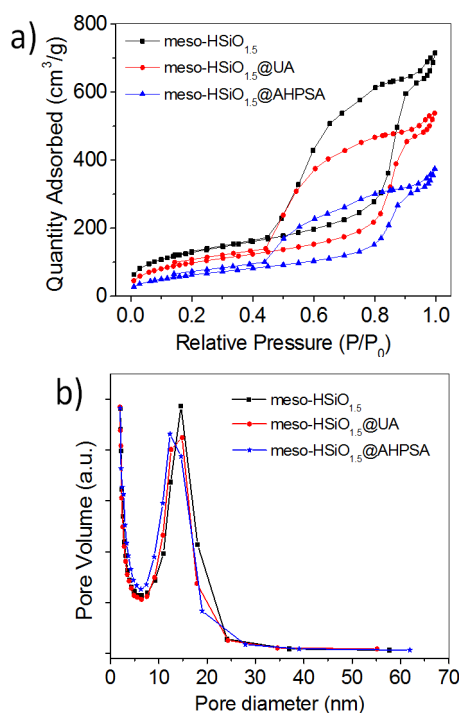 a)
meso-HSiO1.5
meso-HSiO1.5@UA
meso-HSiO1.5@AHPSA
Quantity Adsorbed (cm³/g)
800
600
400
200
0
0.0 0.2 0.4 0.6 0.8 1.0
Relative Pressure (P/P0)
b)
meso-HSiO1.5
meso-HSiO1.5@UA
meso-HSiO1.5@AHPSA
Pore Volume (a.u.)
0 10 20 30 40 50 60 70
Pore diameter (nm)